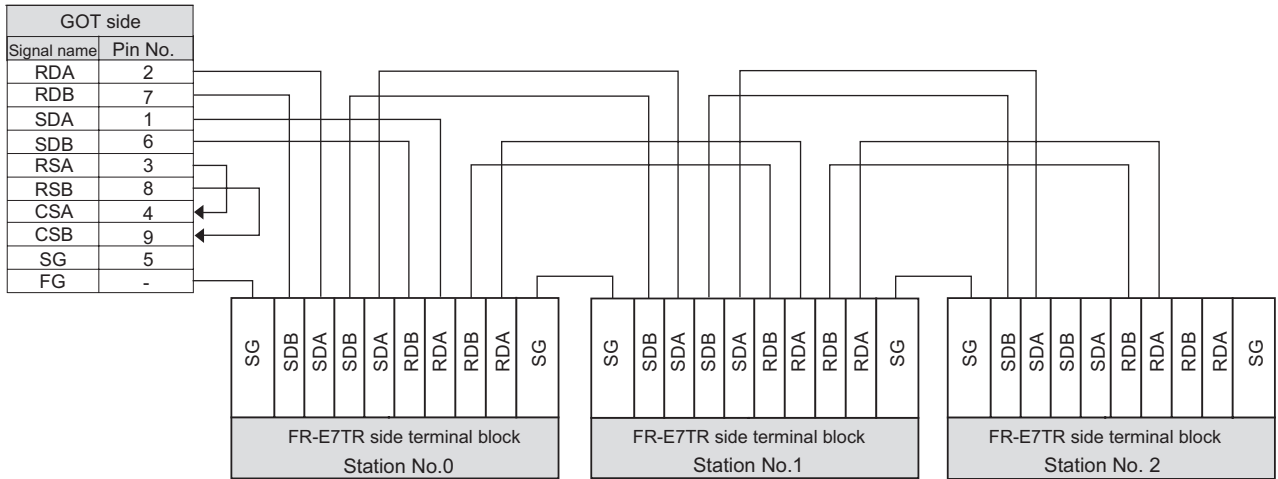 GOT side
Signal name Pin No.
RDA 2
RDB 7
SDA 1
SDB 6
RSA 3
RSB 8
CSA 4
CSB 9
SG 5
FG -
SG SDB SDA SDB SDA RDB RDA RDB RDA SG
FR-E7TR side terminal block
Station No.0
SG SDB SDA SDB SDA RDB RDA RDB RDA SG
FR-E7TR side terminal block
Station No.1
SG SDB SDA SDB SDA RDB RDA RDB RDA SG
FR-E7TR side terminal block
Station No. 2